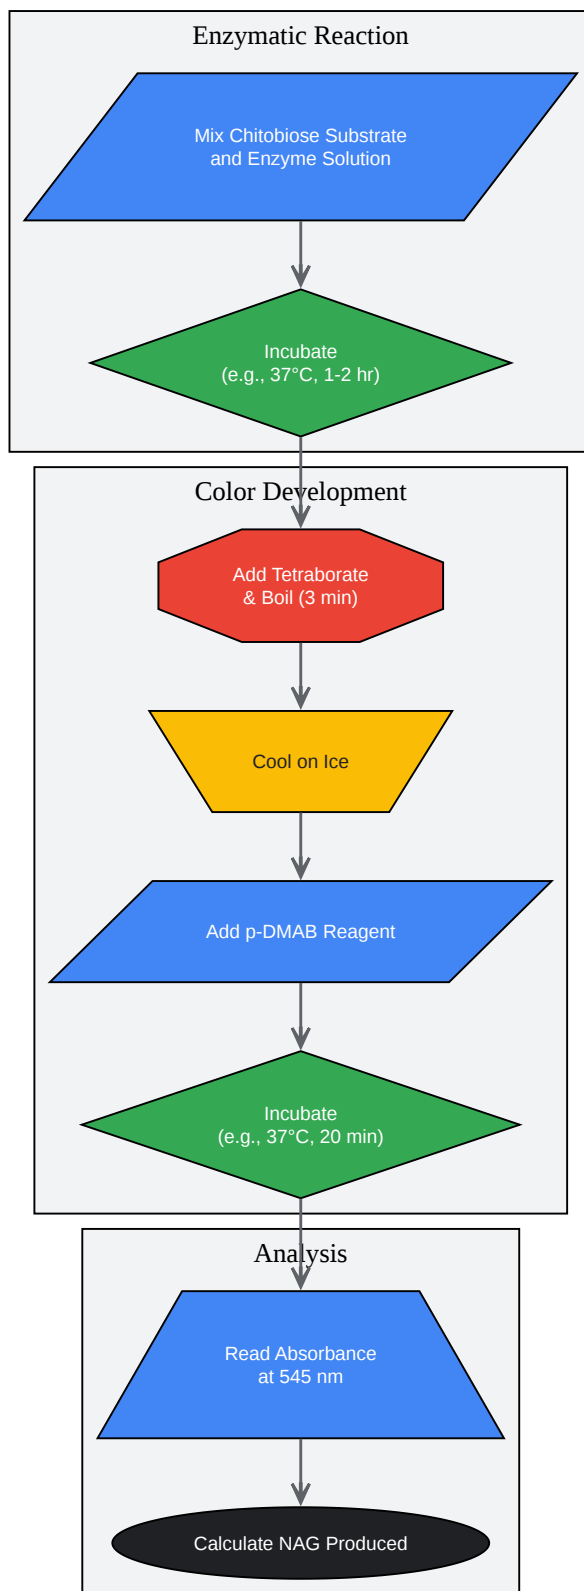 Enzymatic Reaction
Mix Chitobiose Substrate
and Enzyme Solution
Incubate
(e.g., 37°C, 1-2 hr)
Color Development
Add Tetraborate
& Boil (3 min)
Cool on Ice
Add p-DMAB Reagent
Incubate
(e.g., 37°C, 20 min)
Analysis
Read Absorbance
at 545 nm
Calculate NAG Produced